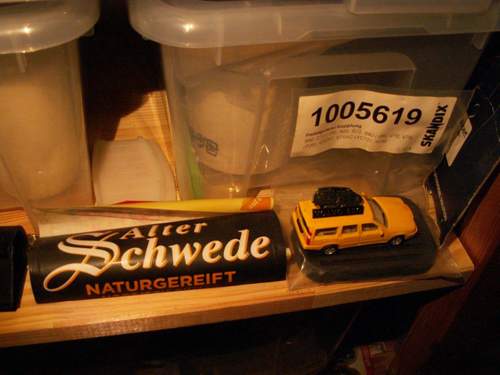 1005619
SKANDIX
Alter
Schwede
NATURGEREIFT